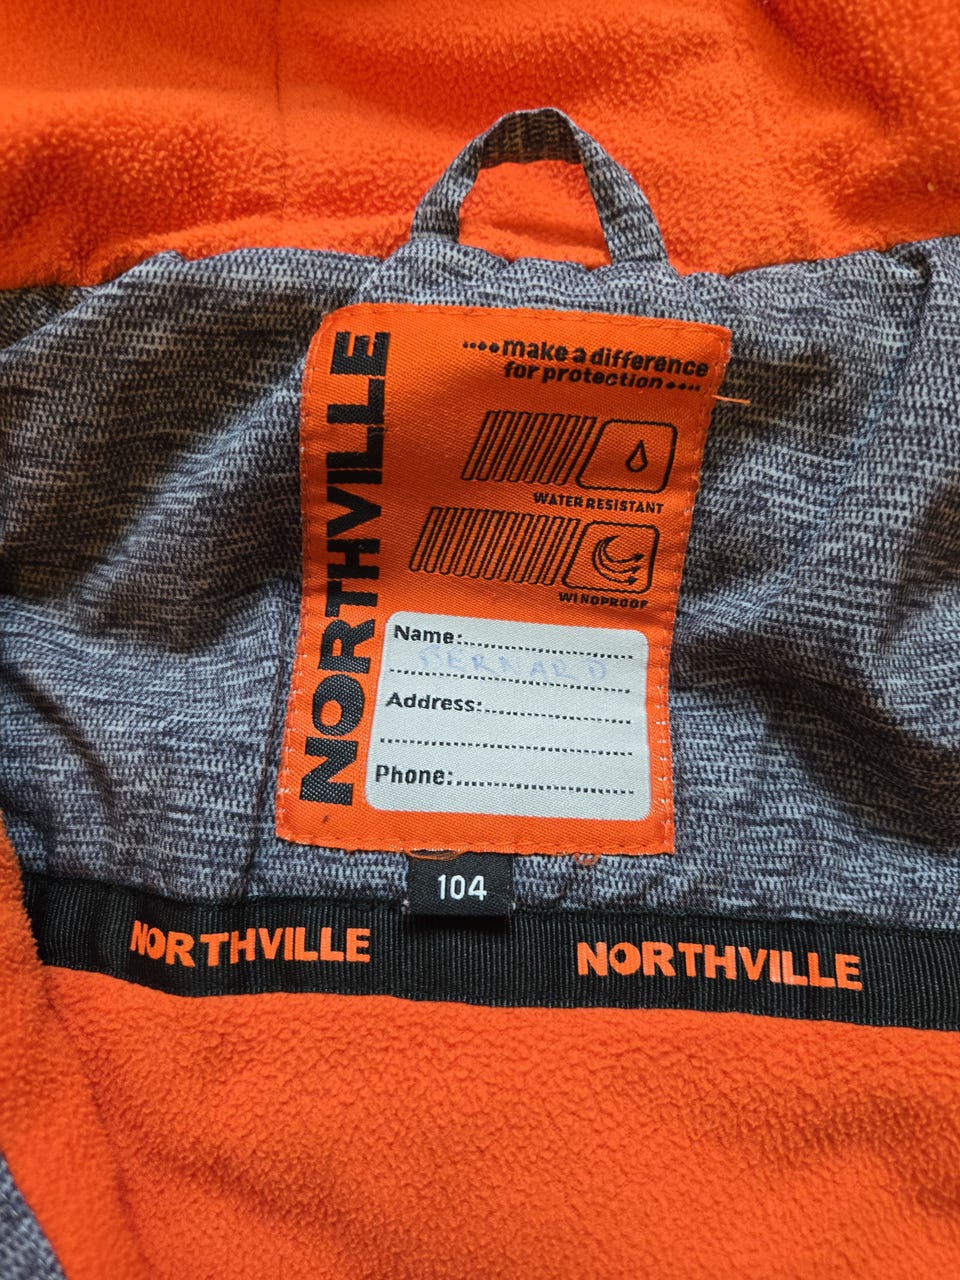 NORTHVILLE
....make a difference
for protection....
WATER RESISTANT
WINDPROOF
Name:
BERNARD
Address:
Phone:
104
NORTHVILLE NORTHVILLE